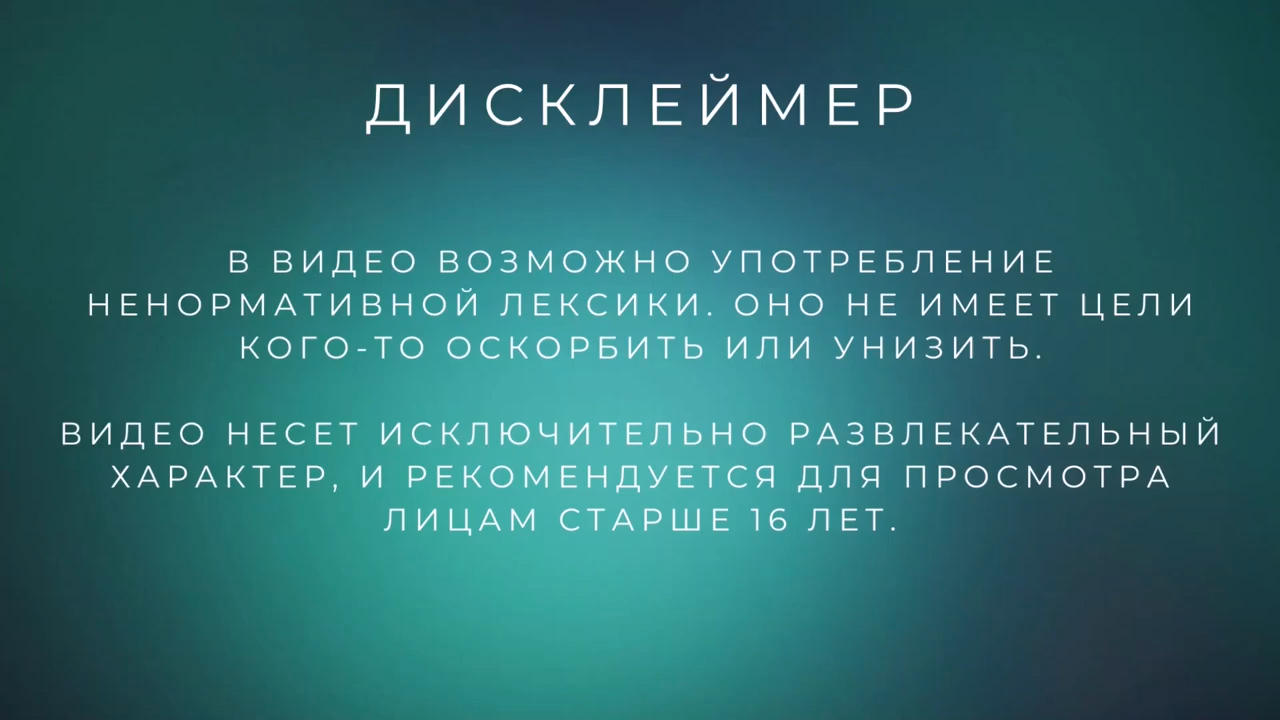 ДИСКЛЕЙМЕР
В ВИДЕО ВОЗМОЖНО УПОТРЕБЛЕНИЕ
НЕНОРМАТИВНОЙ ЛЕКСИКИ. ОНО НЕ ИМЕЕТ ЦЕЛИ
КОГО-ТО ОСКОРБИТЬ ИЛИ УНИЗИТЬ.
ВИДЕО НЕСЕТ ИСКЛЮЧИТЕЛЬНО РАЗВЛЕКАТЕЛЬНЫЙ
ХАРАКТЕР, И РЕКОМЕНДУЕТСЯ ДЛЯ ПРОСМОТРА
ЛИЦАМ СТАРШЕ 16 ЛЕТ.